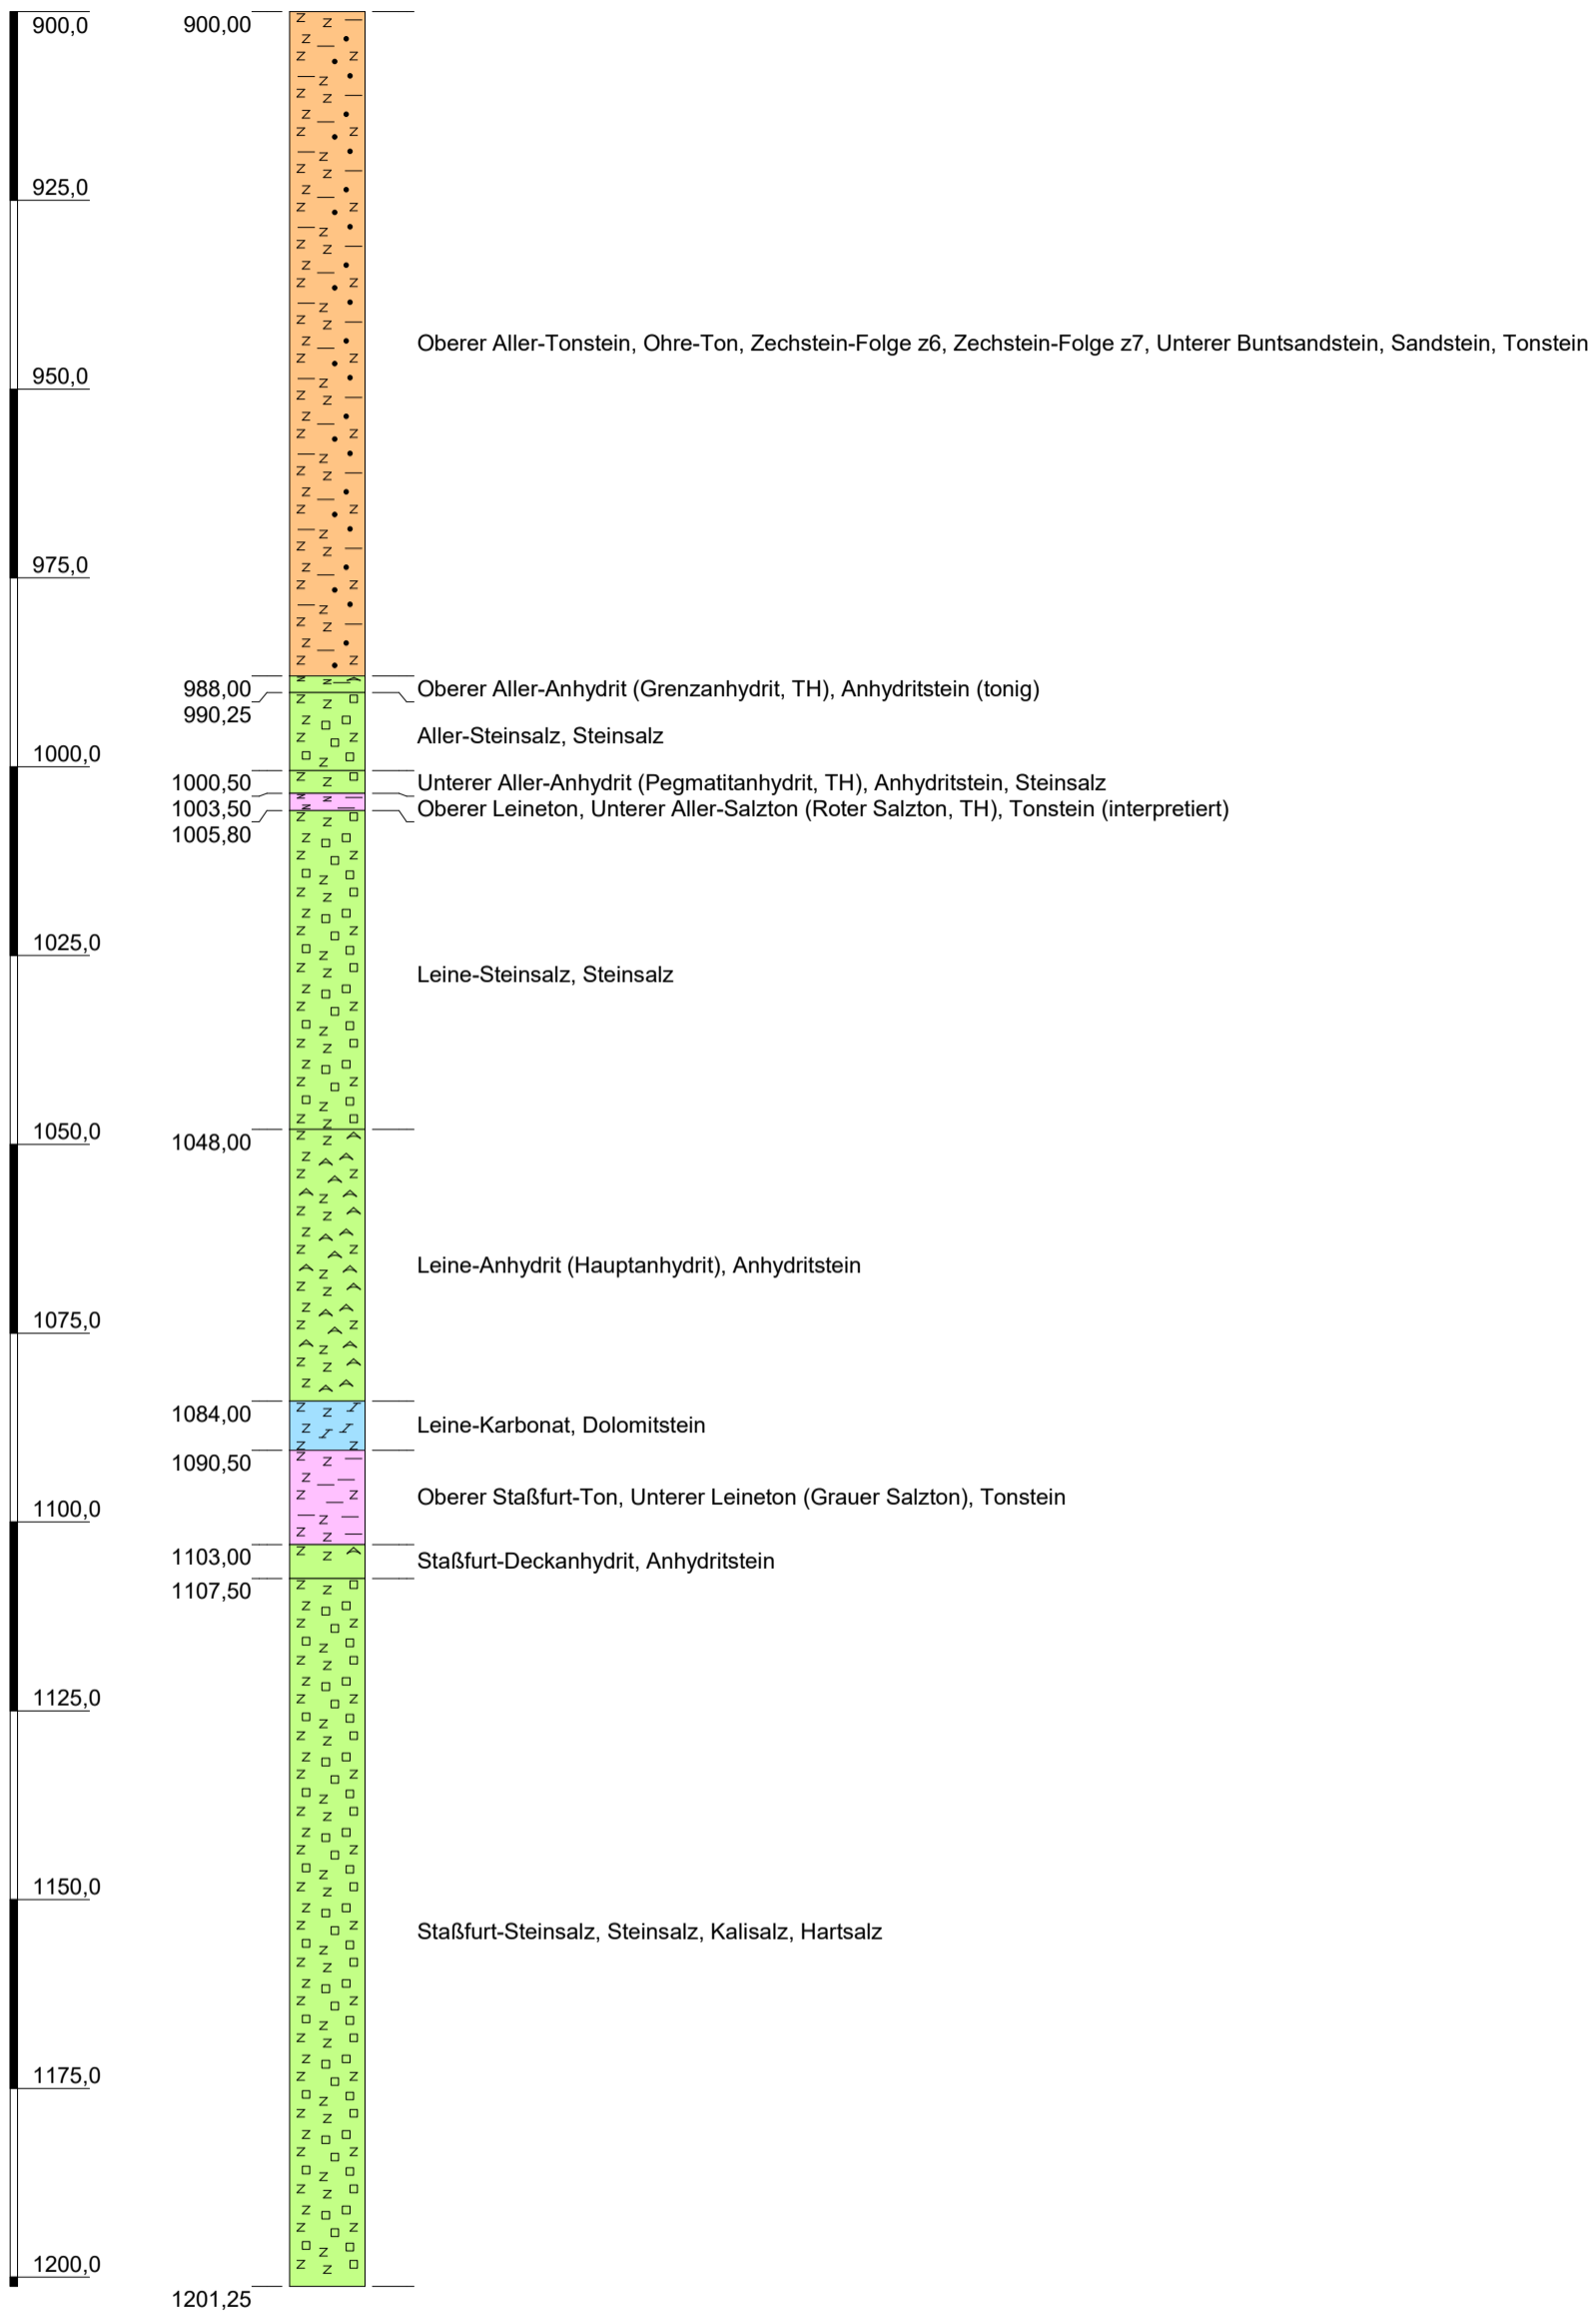 900,0
900,00
925,0
Oberer Aller-Tonstein, Ohre-Ton, Zechstein-Folge z6, Zechstein-Folge z7, Unterer Buntsandstein, Sandstein, Tonstein
950,0
975,0
988,00
Oberer Aller-Anhydrit (Grenzanhydrit, TH), Anhydritstein (tonig)
990,25
Aller-Steinsalz, Steinsalz
1000,0
1000,50
Unterer Aller-Anhydrit (Pegmatitanhydrit, TH), Anhydritstein, Steinsalz
1003,50
Oberer Leineton, Unterer Aller-Salzton (Roter Salzton, TH), Tonstein (interpretiert)
1005,80
1025,0
Leine-Steinsalz, Steinsalz
1050,0
1048,00
Leine-Anhydrit (Hauptanhydrit), Anhydritstein
1075,0
1084,00
Leine-Karbonat, Dolomitstein
1090,50
Oberer Staßfurt-Ton, Unterer Leineton (Grauer Salzton), Tonstein
1100,0
1103,00
Staßfurt-Deckanhydrit, Anhydritstein
1107,50
1125,0
1150,0
Staßfurt-Steinsalz, Steinsalz, Kalisalz, Hartsalz
1175,0
1200,0
1201,25